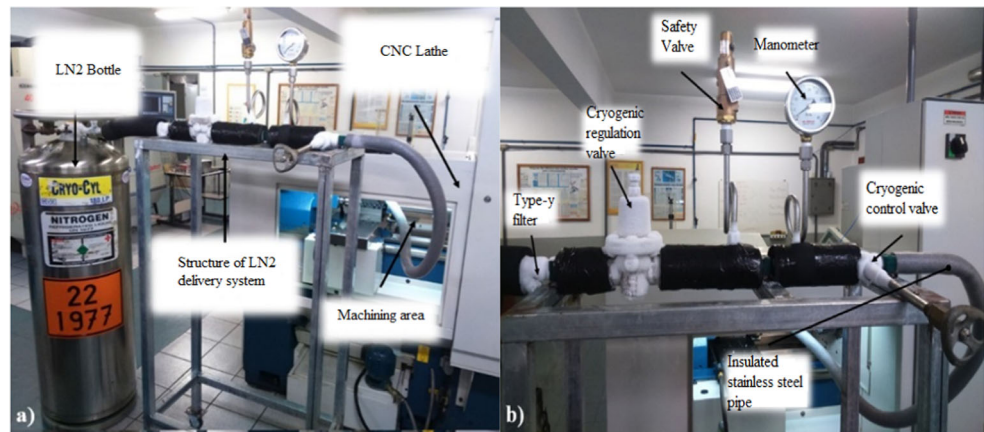 LN2 Bottle
CNC Lathe
CRYO-CYL
NITROGEN
22
1977
Structure of LN2
delivery system
Machining area
a)
Safety
Valve
Manometer
Cryogenic
regulation
valve
Type-y
filter
Cryogenic
control valve
Insulated
stainless steel
pipe
b)